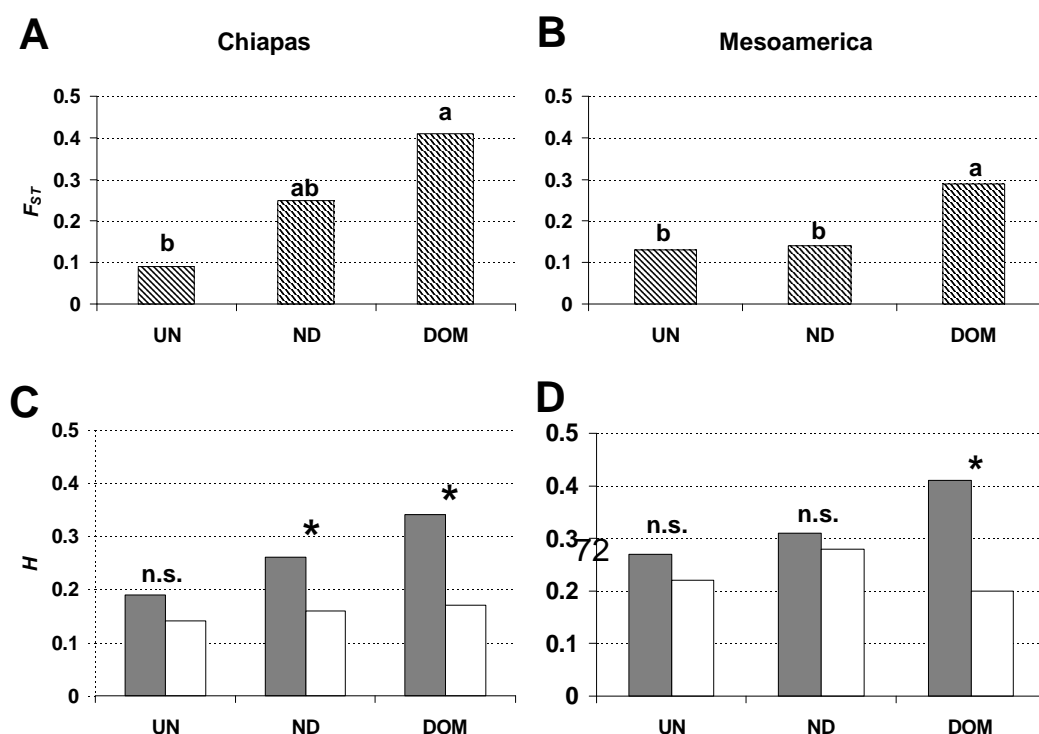 A
Chiapas
0.5
0.4
0.3
0.2
0.1
0
F_ST
b
ab
a
UN ND DOM
B
Mesoamerica
0.5
0.4
0.3
0.2
0.1
0
b
b
a
UN ND DOM
C
0.5
0.4
0.3
0.2
0.1
0
H
n.s.
*
*
UN ND DOM
D
0.5
0.4
0.3
0.2
0.1
0
72
n.s.
n.s.
*
UN ND DOM